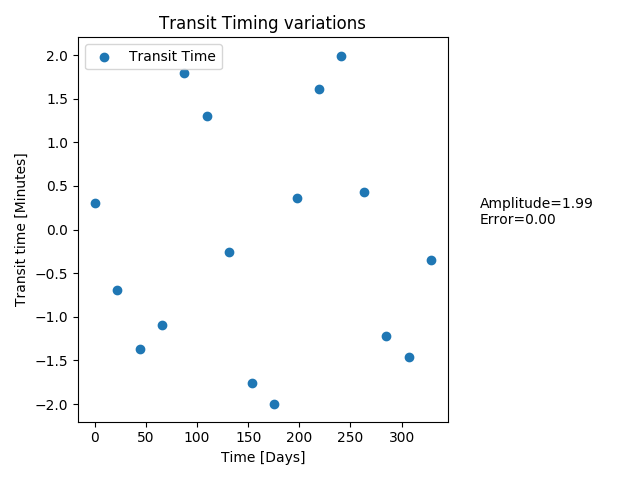 Transit Timing variations
Transit Time
2.0
1.5
1.0
0.5
0.0
−0.5
−1.0
−1.5
−2.0
Transit time [Minutes]
0 50 100 150 200 250 300
Time [Days]
Amplitude=1.99
Error=0.00